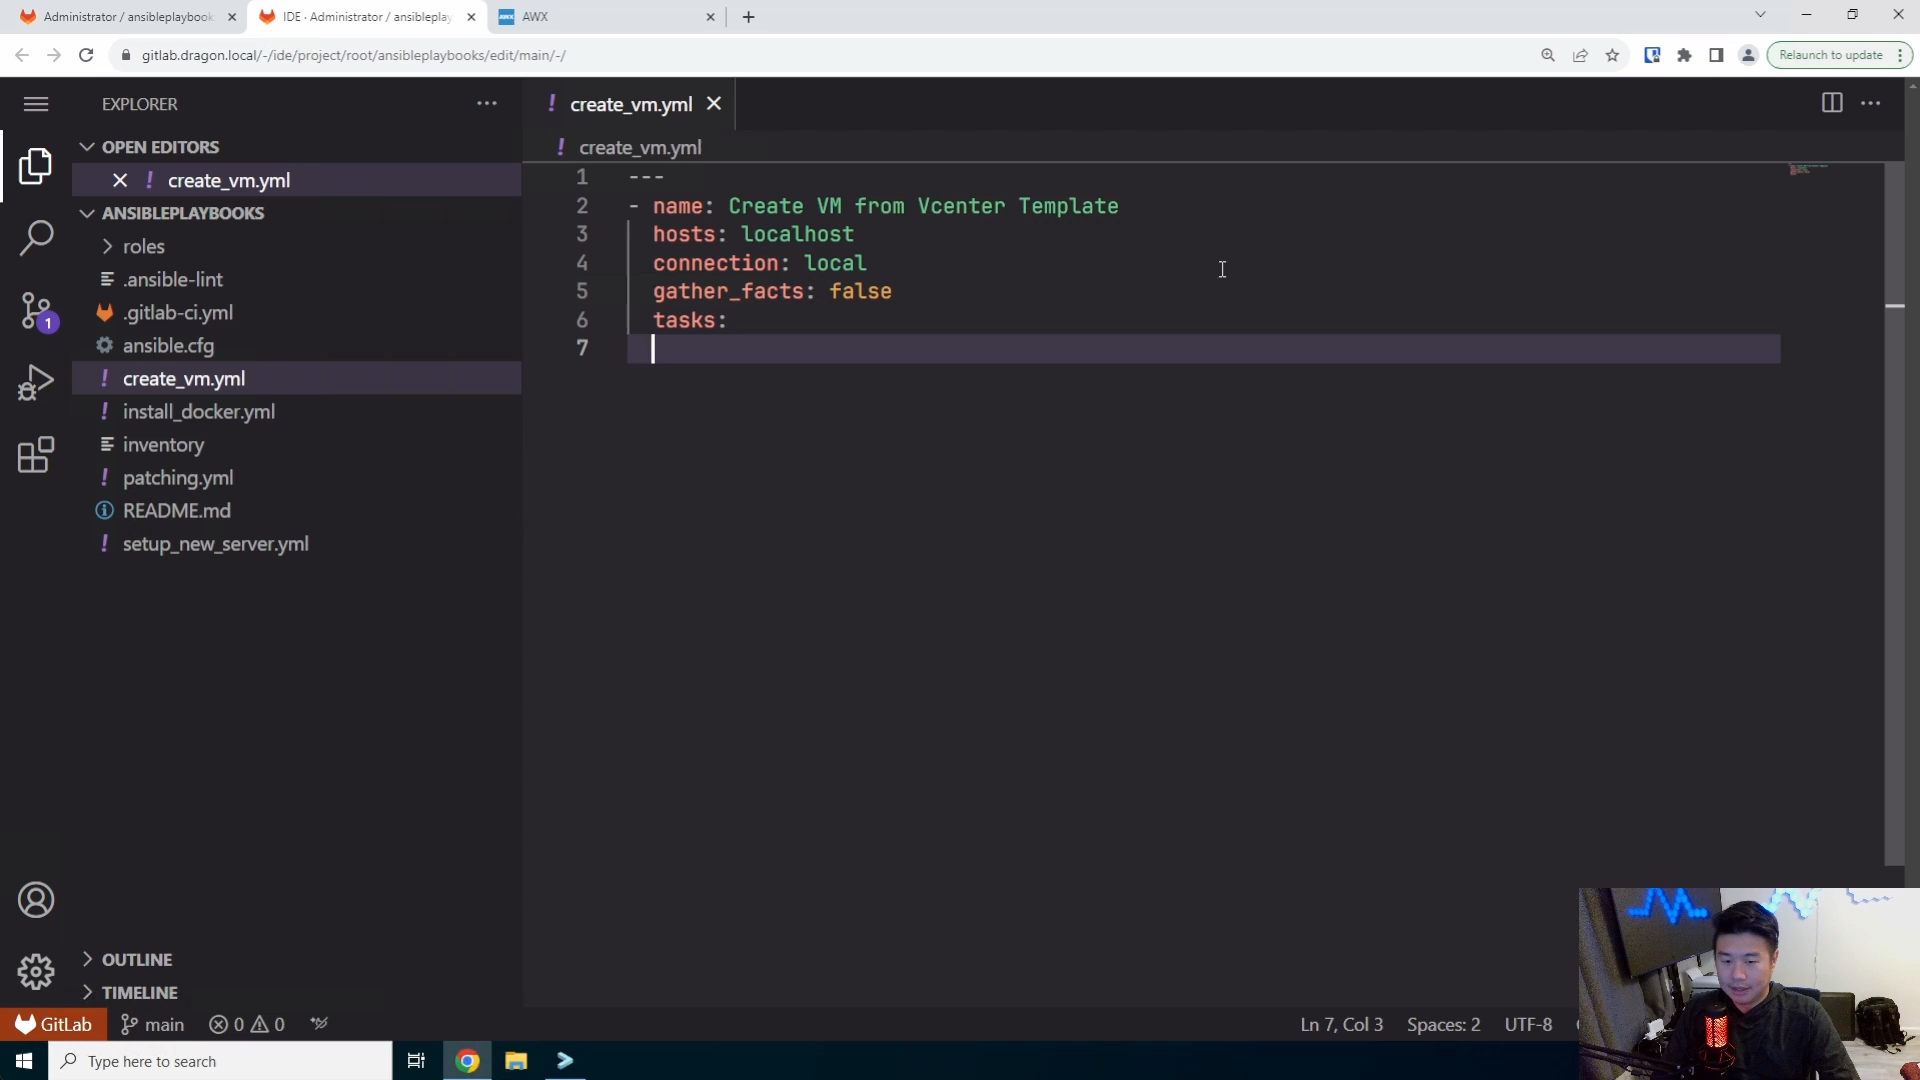 Administrator / ansibleplaybook
IDE · Administrator / ansibleplay
AWX
AWX
gitlab.dragon.local/-/ide/project/root/ansibleplaybooks/edit/main/-/
Relaunch to update
EXPLORER
OPEN EDITORS
! create_vm.yml
ANSIBLEPLAYBOOKS
roles
.ansible-lint
.gitlab-ci.yml
ansible.cfg
! create_vm.yml
! install_docker.yml
inventory
! patching.yml
README.md
! setup_new_server.yml
OUTLINE
TIMELINE
1
! create_vm.yml
! create_vm.yml
1 ---
2 - name: Create VM from Vcenter Template
3 hosts: localhost
4 connection: local
5 gather_facts: false
6 tasks:
7
GitLab
main
0 0
Ln 7, Col 3
Spaces: 2
UTF-8
Type here to search